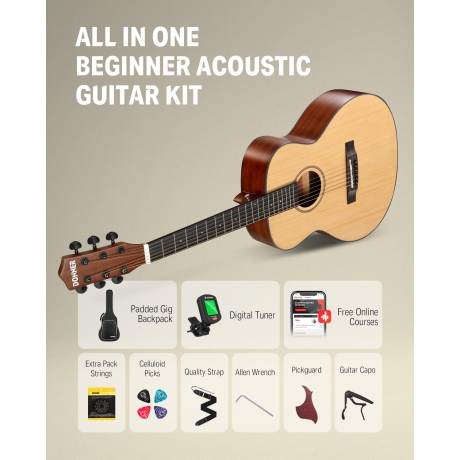 ALL IN ONE
BEGINNER ACOUSTIC
GUITAR KIT
DONNER
Padded Gig
Backpack
Digital Tuner
Free Online
Courses
Extra Pack
Strings
Celluloid
Picks
Quality Strap
Allen Wrench
Pickguard
Guitar Capo